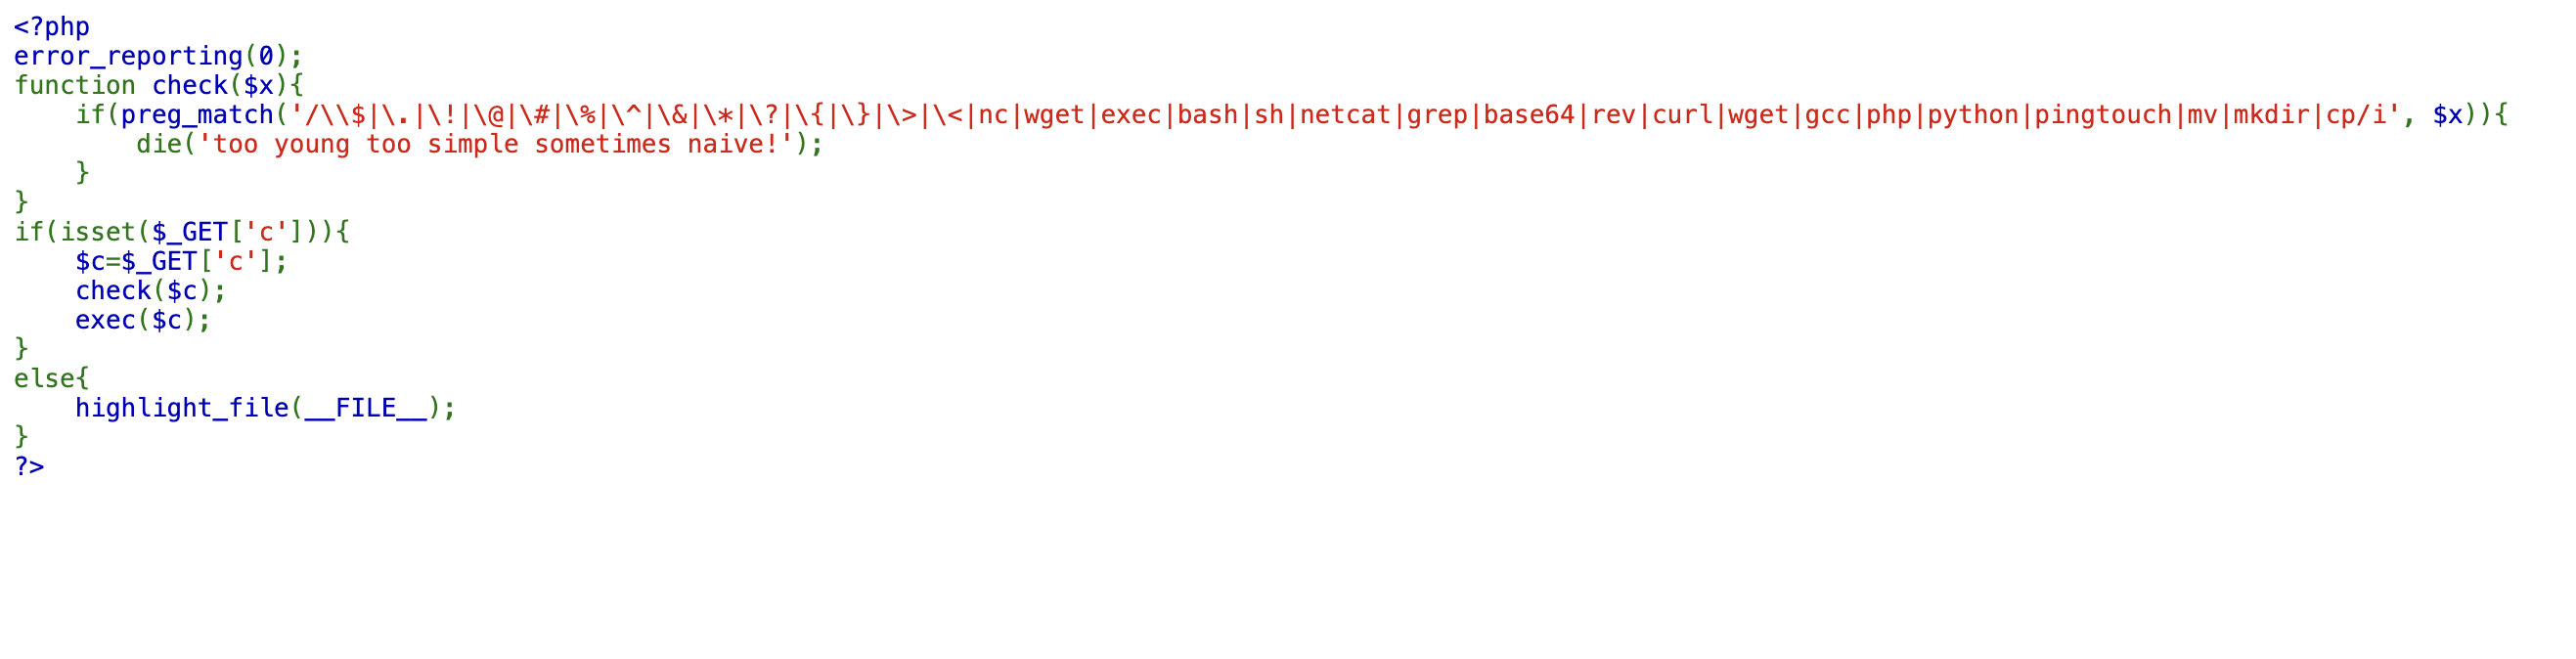 <?php
error_reporting(0);
function check($x){
    if(preg_match('/\\$|\.|\!|\@|\#|\%|\^|\&|\*|\?|\{|\}|\>|\<|nc|wget|exec|bash|sh|netcat|grep|base64|rev|curl|wget|gcc|php|python|pingtouch|mv|mkdir|cp/i', $x)){
        die('too young too simple sometimes naive!');
    }
}
if(isset($_GET['c'])){
    $c=$_GET['c'];
    check($c);
    exec($c);
}
else{
    highlight_file(__FILE__);
}
?>